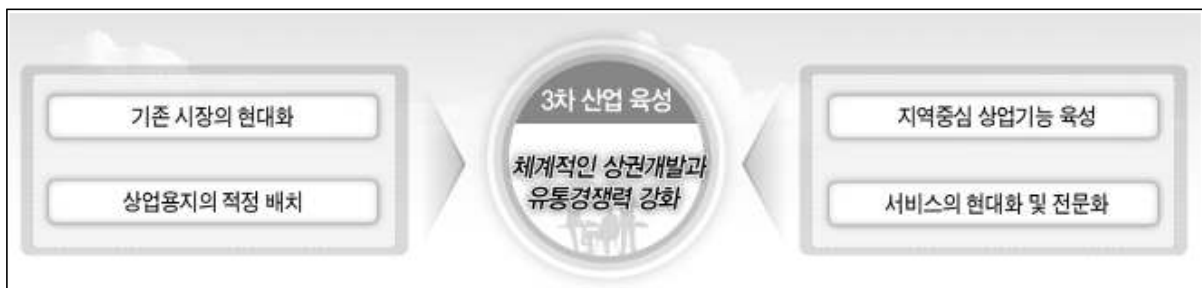 기존 시장의 현대화
상업용지의 적정 배치
3차 산업 육성
체계적인 상권개발과
유통경쟁력 강화
지역중심 상업기능 육성
서비스의 현대화 및 전문화